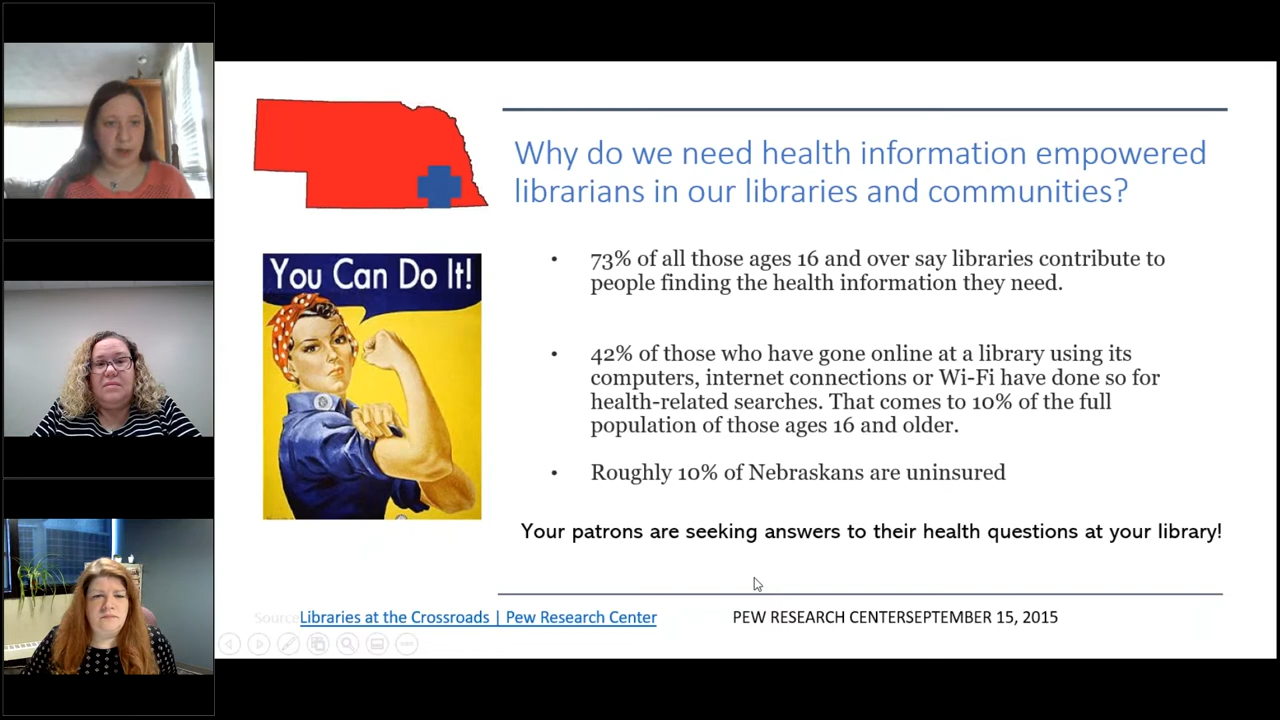 Why do we need health information empowered
librarians in our libraries and communities?
You Can Do It!
• 73% of all those ages 16 and over say libraries contribute to
people finding the health information they need.
• 42% of those who have gone online at a library using its
computers, internet connections or Wi-Fi have done so for
health-related searches. That comes to 10% of the full
population of those ages 16 and older.
• Roughly 10% of Nebraskans are uninsured
Your patrons are seeking answers to their health questions at your library!
Source Libraries at the Crossroads | Pew Research Center
PEW RESEARCH CENTERSEPTEMBER 15, 2015